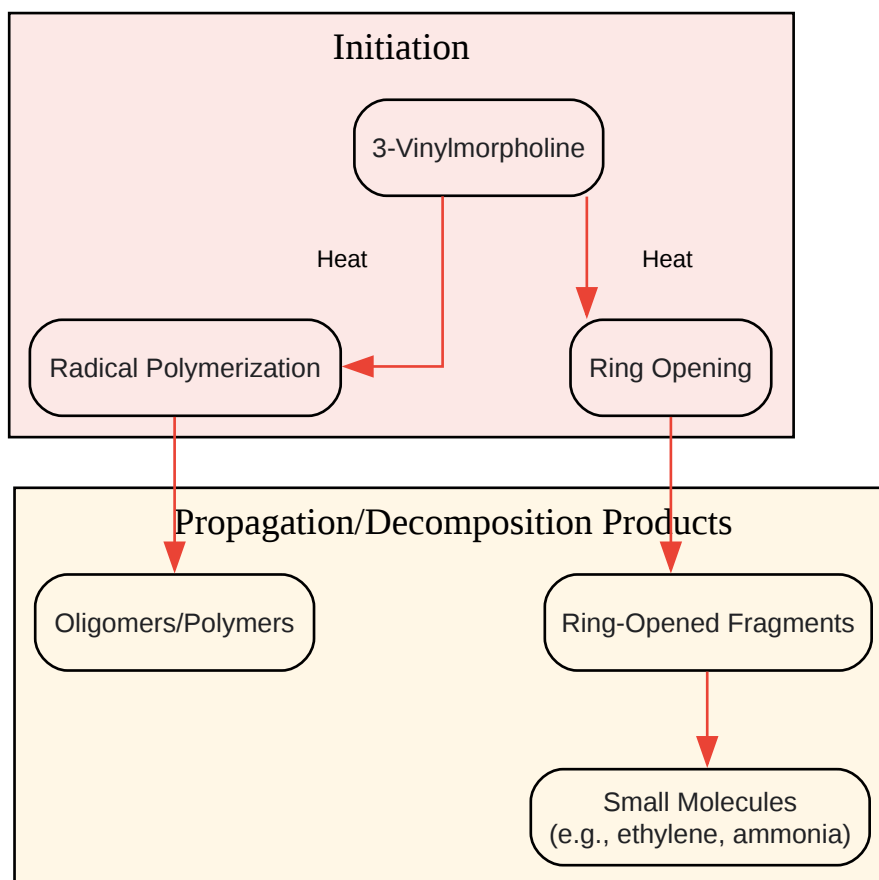 Initiation
3-Vinylmorpholine
Heat
Heat
Radical Polymerization
Ring Opening
Propagation/Decomposition Products
Oligomers/Polymers
Ring-Opened Fragments
Small Molecules
(e.g., ethylene, ammonia)